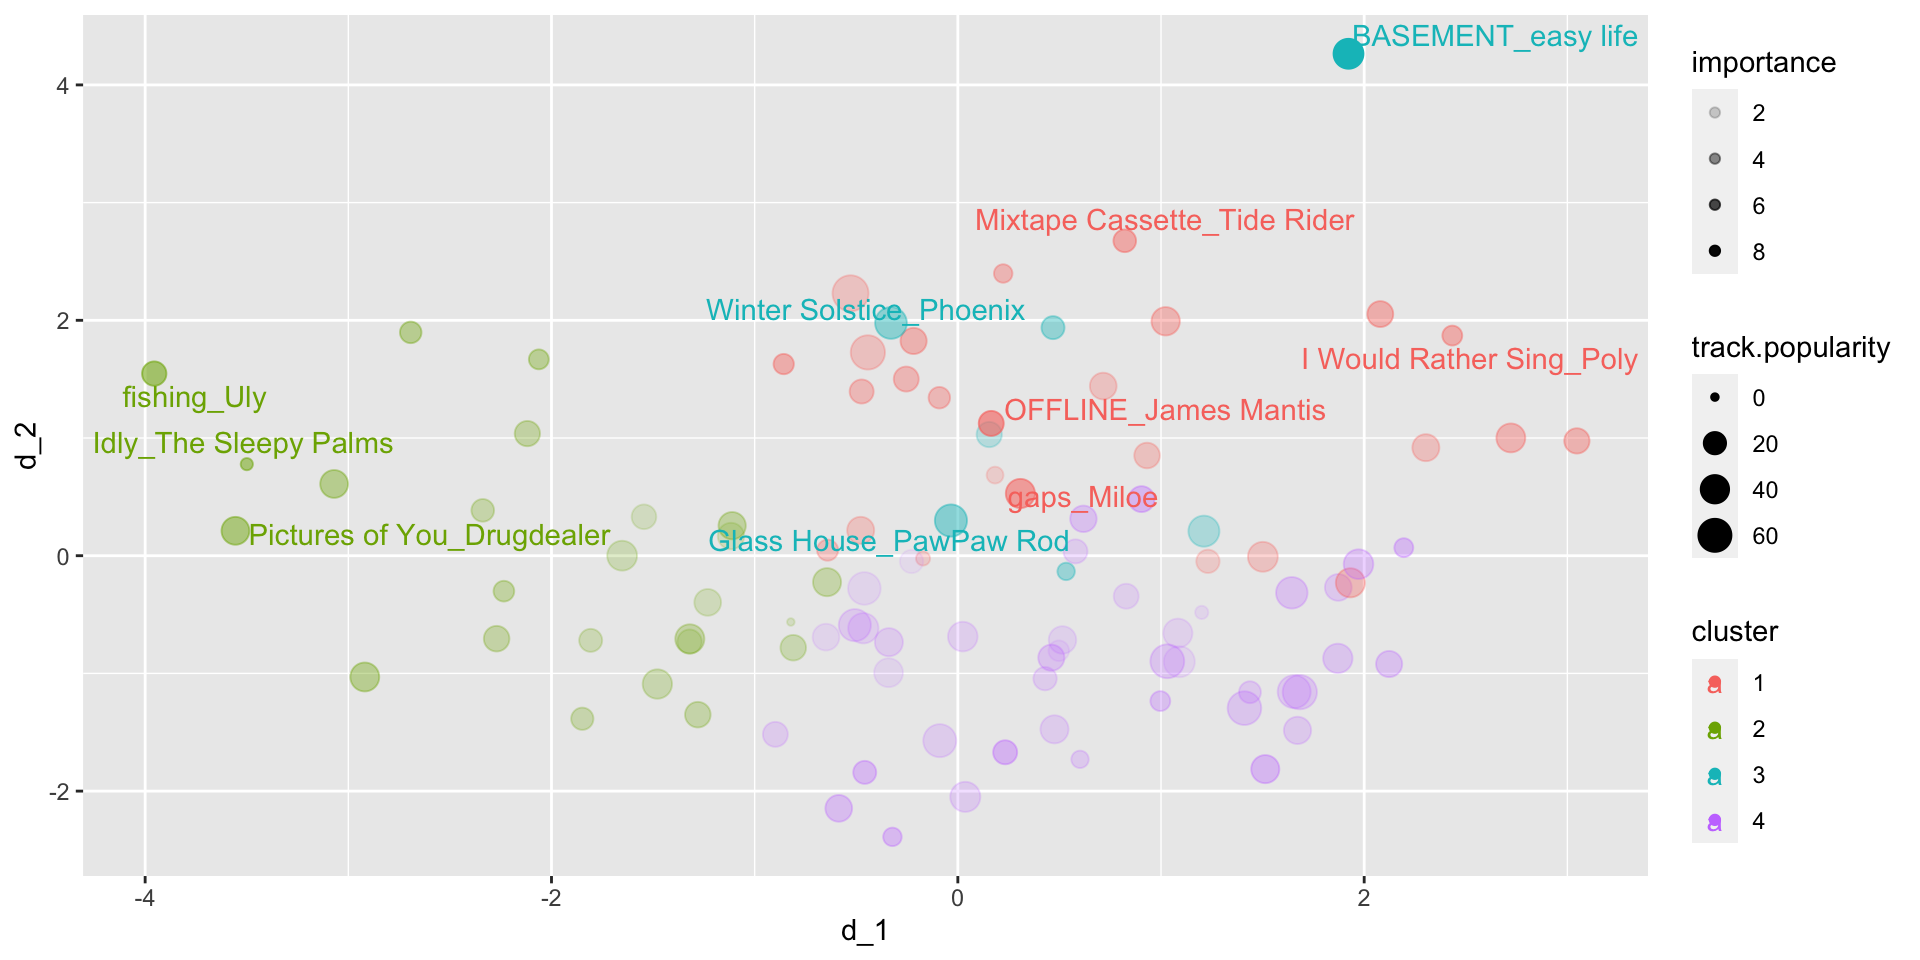 BASEMENT_easy life
Mixtape Cassette_Tide Rider
Winter Solstice_Phoenix
I Would Rather Sing_Poly
fishing_Uly
OFFLINE_James Mantis
Idly_The Sleepy Palms
gaps_Miloe
Pictures of You_Drugdealer
Glass House_PawPaw Rod
4
2
0
-2
d_2
-4
-2
0
2
d_1
importance
2
4
6
8
track.popularity
0
20
40
60
cluster
a 1
a 2
a 3
a 4